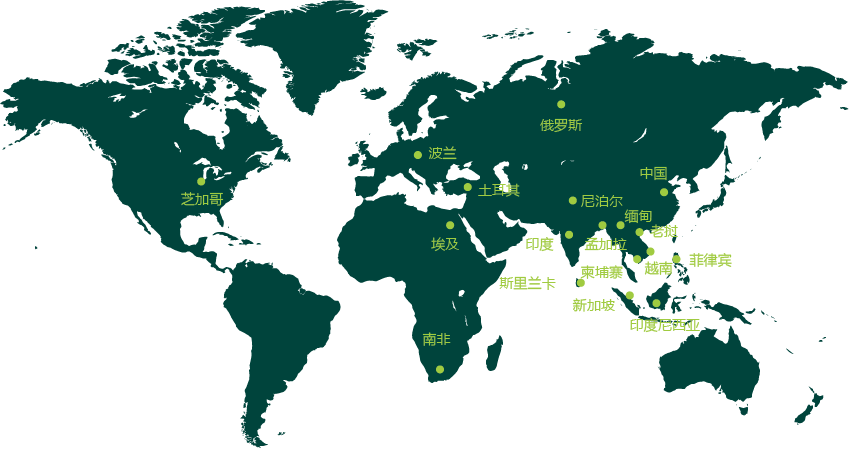 俄罗斯
波兰
中国
土耳其
芝加哥
尼泊尔
缅甸
老挝
埃及
印度
孟加拉
菲律宾
越南
柬埔寨
斯里兰卡
新加坡
印度尼西亚
南非